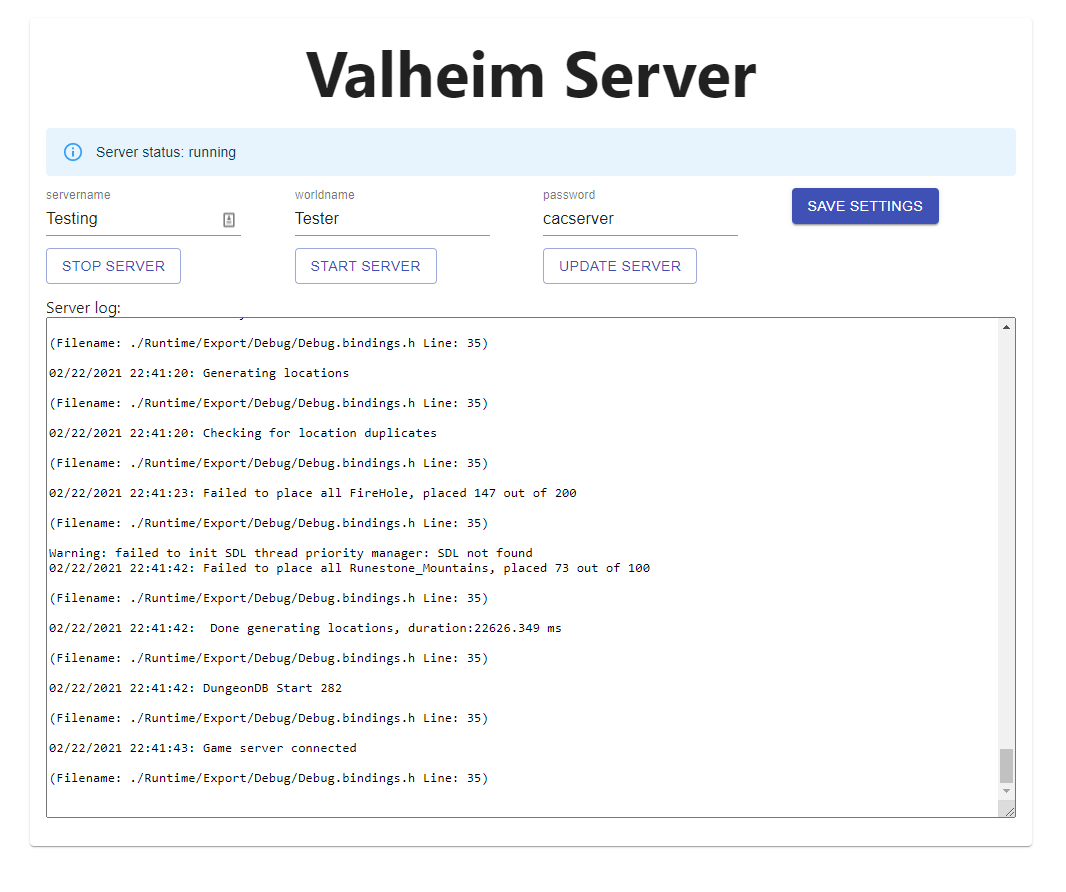 Valheim Server
Server status: running
servername worldname password
Testing Tester cacserver SAVE SETTINGS
STOP SERVER START SERVER UPDATE SERVER
Server log:
(Filename: ./Runtime/Export/Debug/Debug.bindings.h Line: 35)
02/22/2021 22:41:20: Generating locations
(Filename: ./Runtime/Export/Debug/Debug.bindings.h Line: 35)
02/22/2021 22:41:20: Checking for location duplicates
(Filename: ./Runtime/Export/Debug/Debug.bindings.h Line: 35)
02/22/2021 22:41:23: Failed to place all FireHole, placed 147 out of 200
(Filename: ./Runtime/Export/Debug/Debug.bindings.h Line: 35)
Warning: failed to init SDL thread priority manager: SDL not found
02/22/2021 22:41:42: Failed to place all Runestone_Mountains, placed 73 out of 100
(Filename: ./Runtime/Export/Debug/Debug.bindings.h Line: 35)
02/22/2021 22:41:42:  Done generating locations, duration:22626.349 ms
(Filename: ./Runtime/Export/Debug/Debug.bindings.h Line: 35)
02/22/2021 22:41:42: DungeonDB Start 282
(Filename: ./Runtime/Export/Debug/Debug.bindings.h Line: 35)
02/22/2021 22:41:43: Game server connected
(Filename: ./Runtime/Export/Debug/Debug.bindings.h Line: 35)